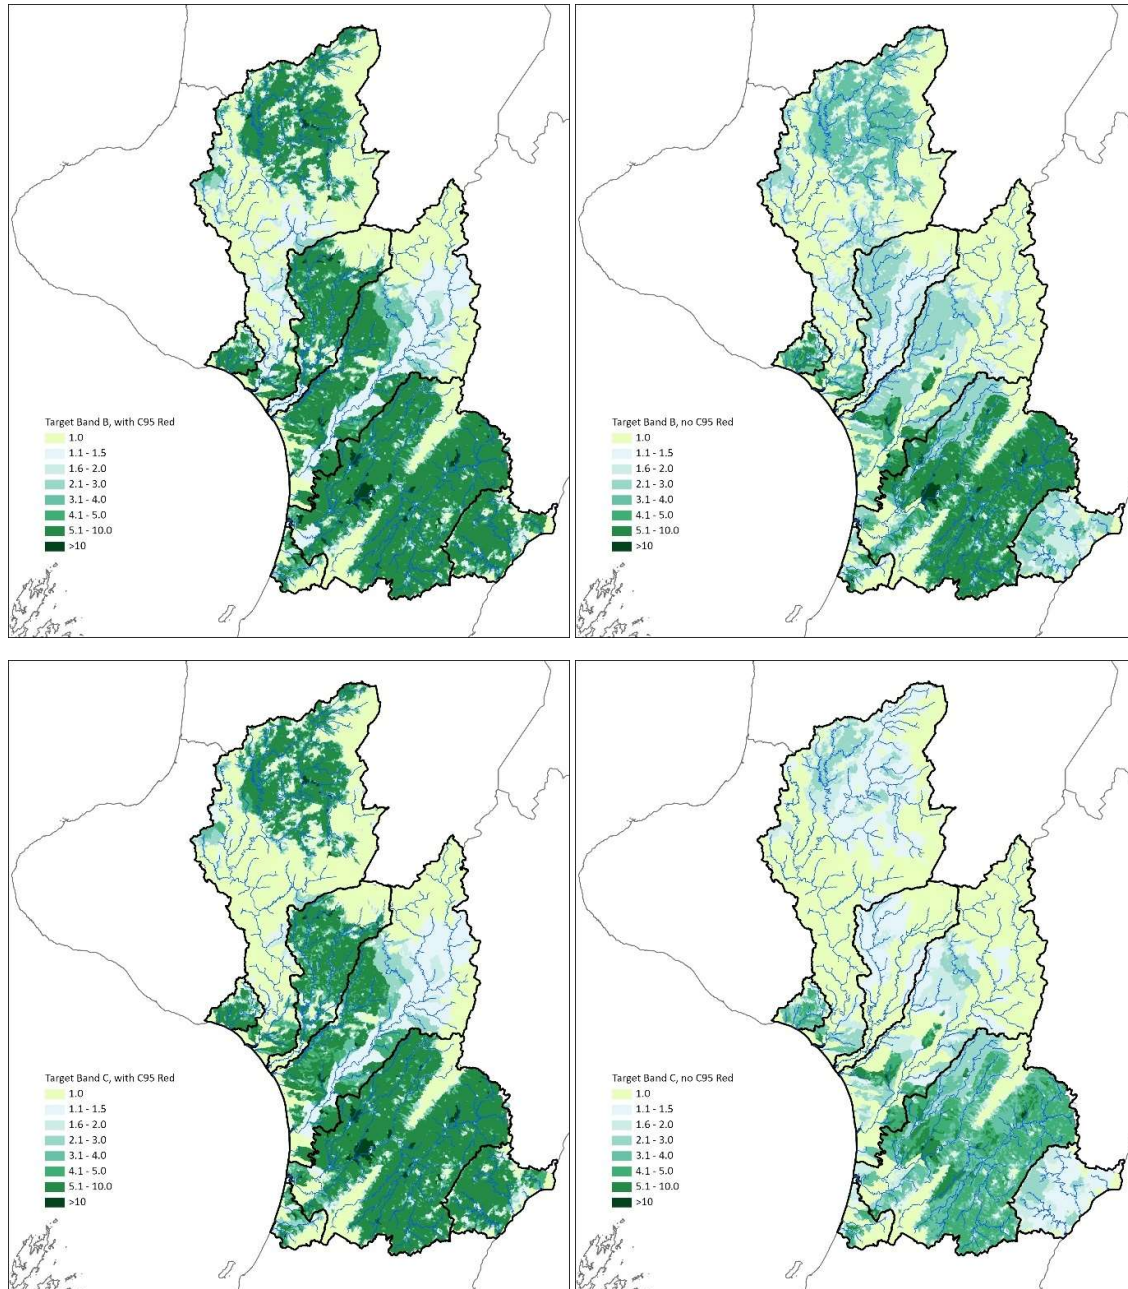 Target Band B, with C95 Red
1.0
1.1 - 1.5
1.6 - 2.0
2.1 - 3.0
3.1 - 4.0
4.1 - 5.0
5.1 - 10.0
>10
Target Band B, no C95 Red
1.0
1.1 - 1.5
1.6 - 2.0
2.1 - 3.0
3.1 - 4.0
4.1 - 5.0
5.1 - 10.0
>10
Target Band C, with C95 Red
1.0
1.1 - 1.5
1.6 - 2.0
2.1 - 3.0
3.1 - 4.0
4.1 - 5.0
5.1 - 10.0
>10
Target Band C, no C95 Red
1.0
1.1 - 1.5
1.6 - 2.0
2.1 - 3.0
3.1 - 4.0
4.1 - 5.0
5.1 - 10.0
>10